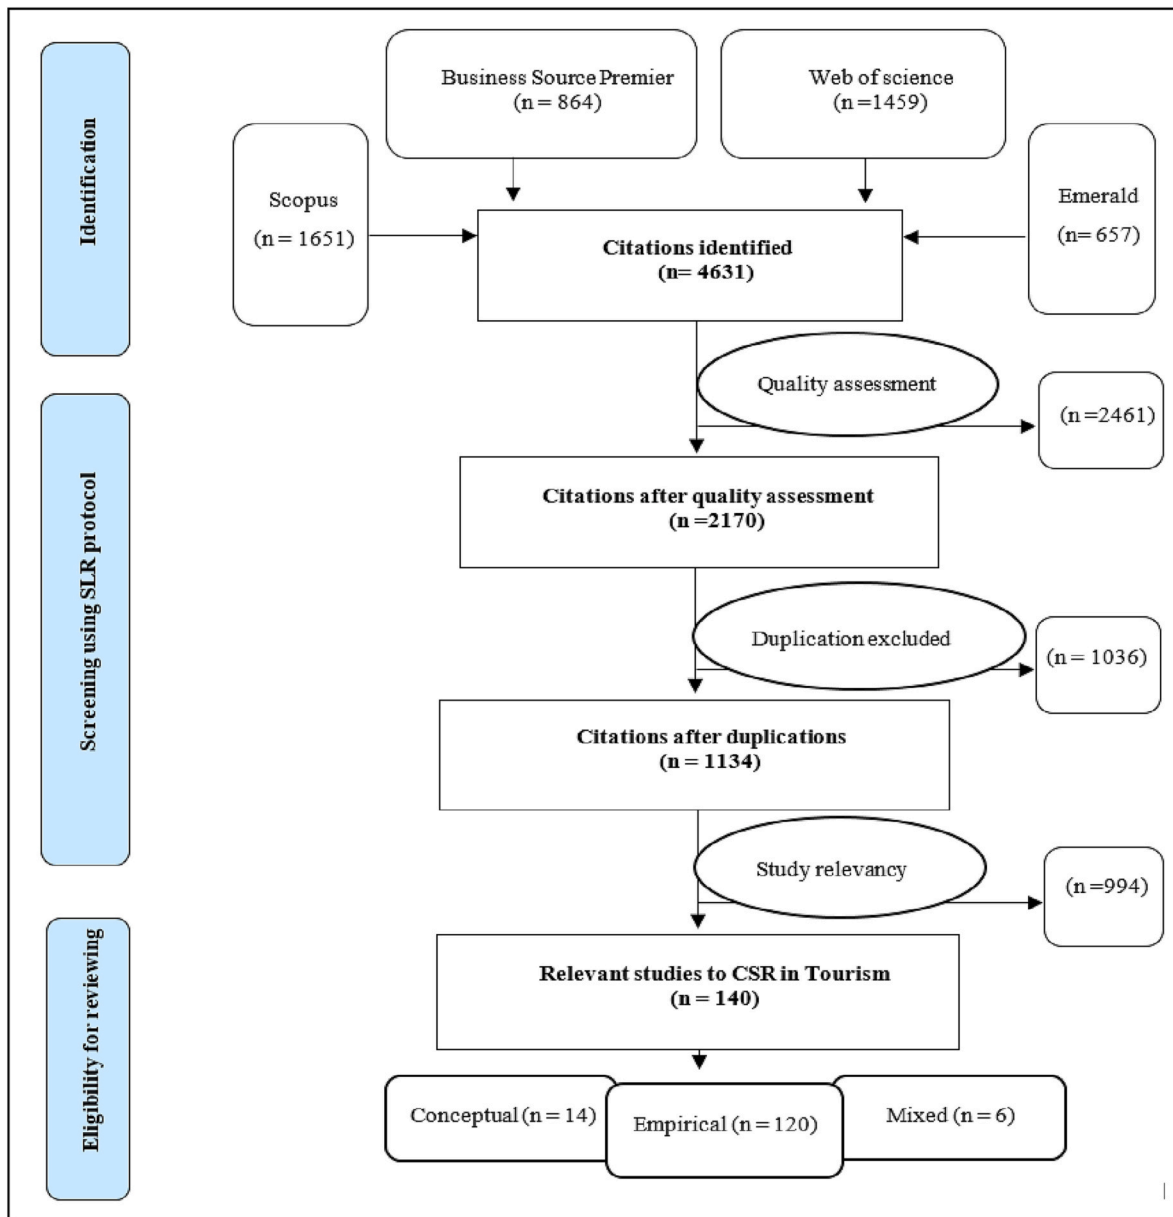 Identification
Business Source Premier
(n = 864)
Web of science
(n =1459)
Scopus
(n = 1651)
Emerald
(n= 657)
Citations identified
(n= 4631)
Quality assessment
(n =2461)
Screening using SLR protocol
Citations after quality assessment
(n =2170)
Duplication excluded
(n = 1036)
Citations after duplications
(n = 1134)
Study relevancy
(n=994)
Eligibility for reviewing
Relevant studies to CSR in Tourism
(n = 140)
Conceptual (n = 14)
Empirical (n = 120)
Mixed (n = 6)